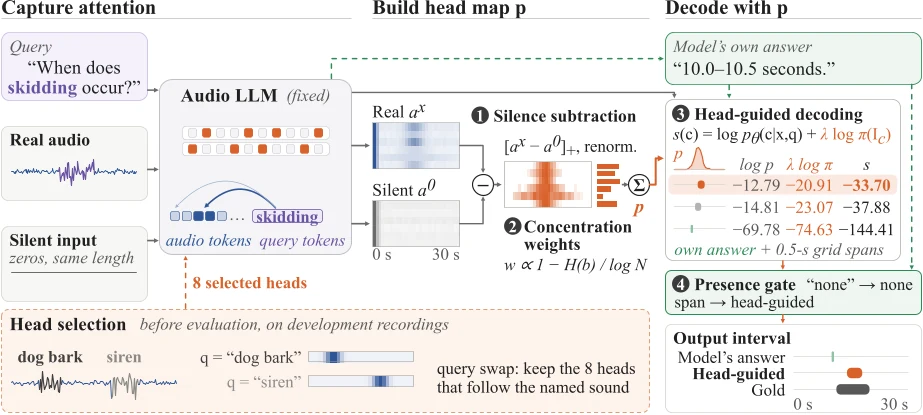 Capture attention
Query
“When does
skidding occur?”
Real audio
Silent input
zeros, same length
Audio LLM (fixed)
skidding
audio tokens query tokens
8 selected heads
Head selection before evaluation, on development recordings
dog bark siren
q = “dog bark”
q = “siren”
query swap: keep the 8 heads
that follow the named sound
Build head map p
Real aˣ
Silent a⁰
0 s 30 s
❶ Silence subtraction
[aˣ − a⁰]₊, renorm.
−
Σ
p
❷ Concentration
weights
w ∝ 1 − H(b) / log N
Decode with p
Model’s own answer
“10.0–10.5 seconds.”
❸ Head-guided decoding
s(c) = log pθ(c|x,q) + λ log π(I_C)
p
log p λ log π s
−12.79 −20.91 −33.70
−14.81 −23.07 −37.88
−69.78 −74.63 −144.41
own answer + 0.5-s grid spans
❹ Presence gate “none” → none
span → head-guided
Output interval
Model’s answer
Head-guided
Gold
0 s 30 s